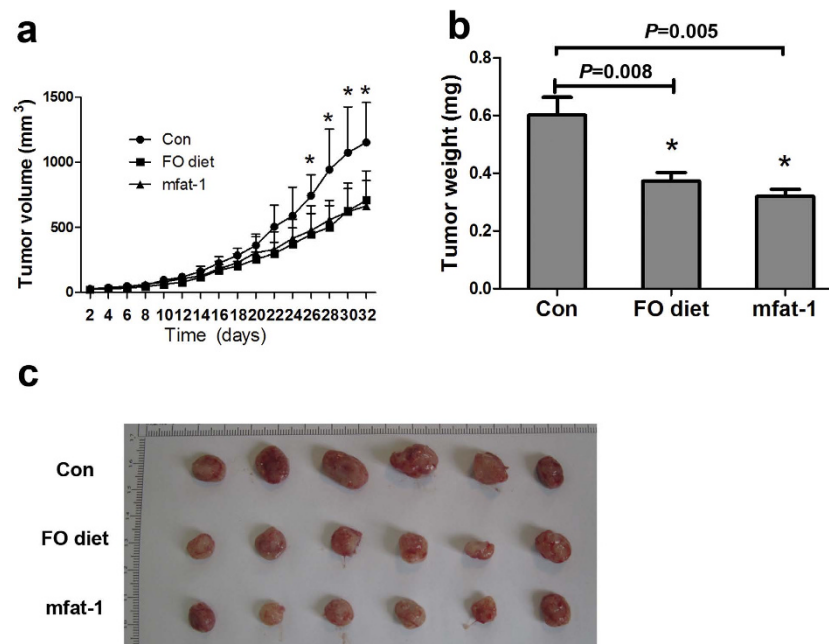 a
Tumor volume (mm³)
1500
1000
500
0
Con
FO diet
mfat-1
* * * *
2 4 6 8 10 12 14 16 18 20 22 24 26 28 30 32
Time (days)
b
P=0.005
P=0.008
Tumor weight (mg)
0.8
0.6
0.4
0.2
0.0
* *
Con FO diet mfat-1
c
Con
FO diet
mfat-1